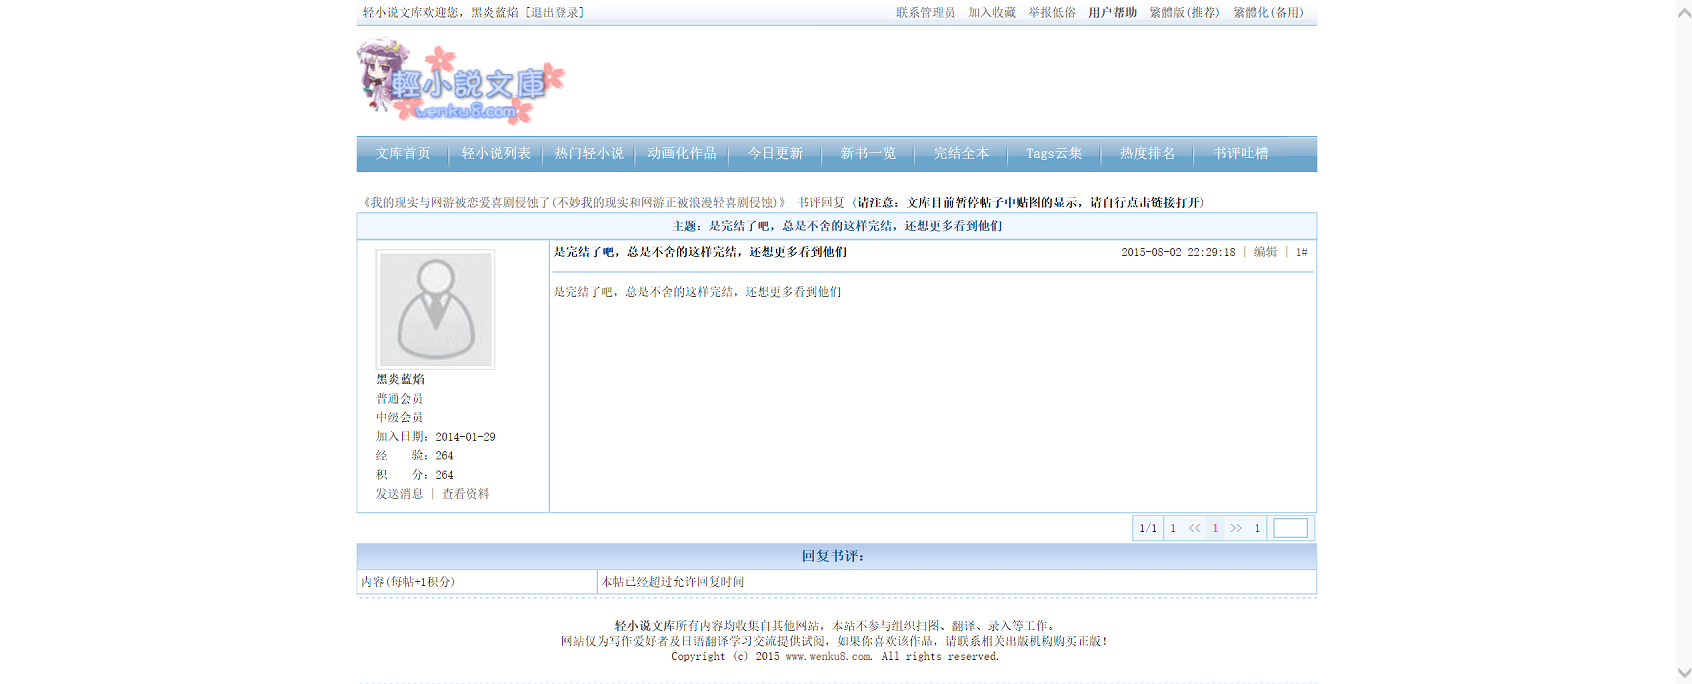 轻小说文库欢迎您，黑炎蓝焰 [退出登录] 联系管理员 加入收藏 举报低俗 用户帮助 繁體版(推荐) 繁體化(备用)
輕小說文庫
wenku8.com
文库首页 轻小说列表 热门轻小说 动画化作品 今日更新 新书一览 完结全本 Tags云集 热度排名 书评吐槽
《我的现实与网游被恋爱喜剧侵蚀了(不妙我的现实和网游正被浪漫轻喜剧侵蚀)》 书评回复 (请注意：文库目前暂停帖子中贴图的显示，请自行点击链接打开)
主题：是完结了吧，总是不舍的这样完结，还想更多看到他们
是完结了吧，总是不舍的这样完结，还想更多看到他们 2015-08-02 22:29:18 | 编辑 | 1#
是完结了吧，总是不舍的这样完结，还想更多看到他们
黑炎蓝焰
普通会员
中级会员
加入日期：2014-01-29
经 验：264
积 分：264
发送消息 | 查看资料
1/1 1 << 1 >> 1
回复书评：
内容(每帖+1积分) 本帖已经超过允许回复时间
轻小说文库所有内容均收集自其他网站，本站不参与组织扫图、翻译、录入等工作。
网站仅为写作爱好者及日语翻译学习交流提供试阅，如果你喜欢该作品，请联系相关出版机构购买正版！
Copyright (c) 2015 www.wenku8.com. All rights reserved.